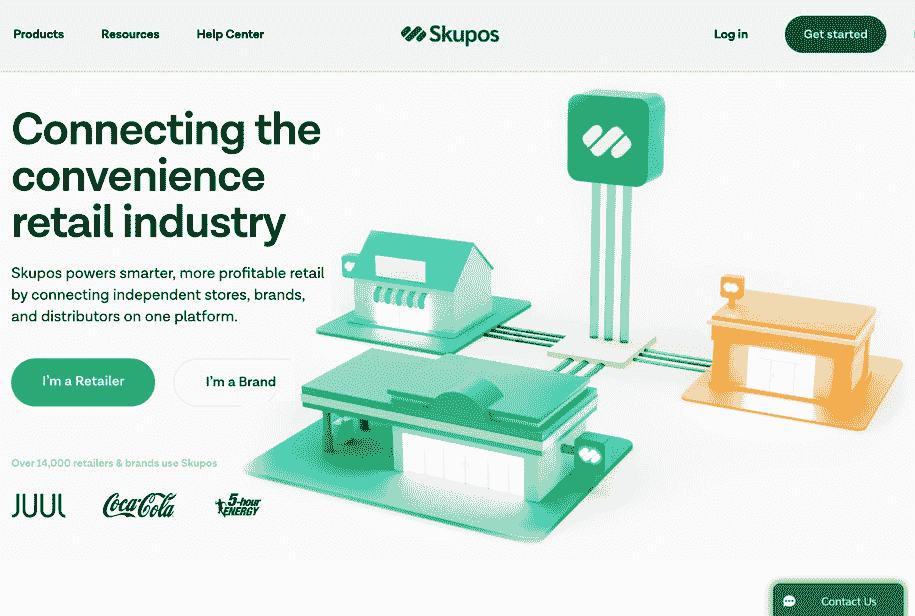 Products
Resources
Help Center
Skupos
Log in
Get started
Connecting the
convenience
retail industry
Skupos powers smarter, more profitable retail
by connecting independent stores, brands,
and distributors on one platform.
I'm a Retailer
I'm a Brand
Over 14,000 retailers & brands use Skupos
JUUL
Coca-Cola
5-hour
ENERGY
Contact Us